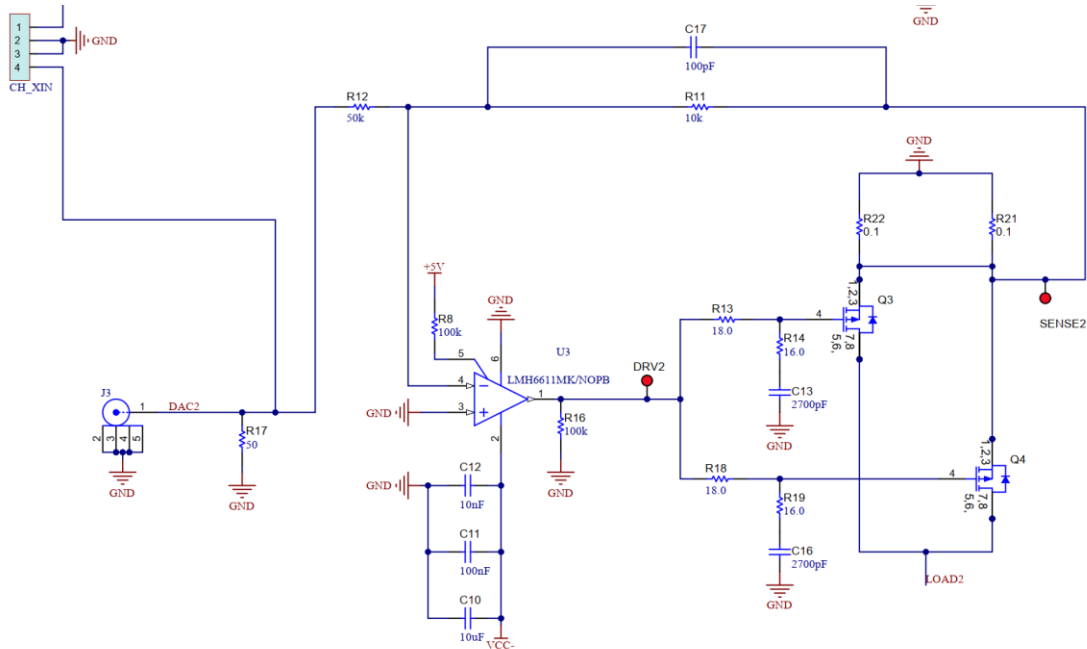 GND
1
2
3
4
GND
CH_XIN
C17
100pF
R12
50k
R11
10k
GND
R22
0.1
R21
0.1
+5V
GND
R8
100k
5
6
U3
LMH6611MK/NOPB
4
3
1
2
GND
DRV2
R16
100k
GND
R13
18.0
R14
16.0
C13
2700pF
GND
4
1,2,3
Q3
7,8
5,6,
SENSE2
J3
1
DAC2
2
3
4
5
GND
R17
50
GND
R18
18.0
R19
16.0
C16
2700pF
GND
4
1,2,3
Q4
7,8
5,6,
LOAD2
GND
C12
10nF
C11
100nF
C10
10uF
VCC-